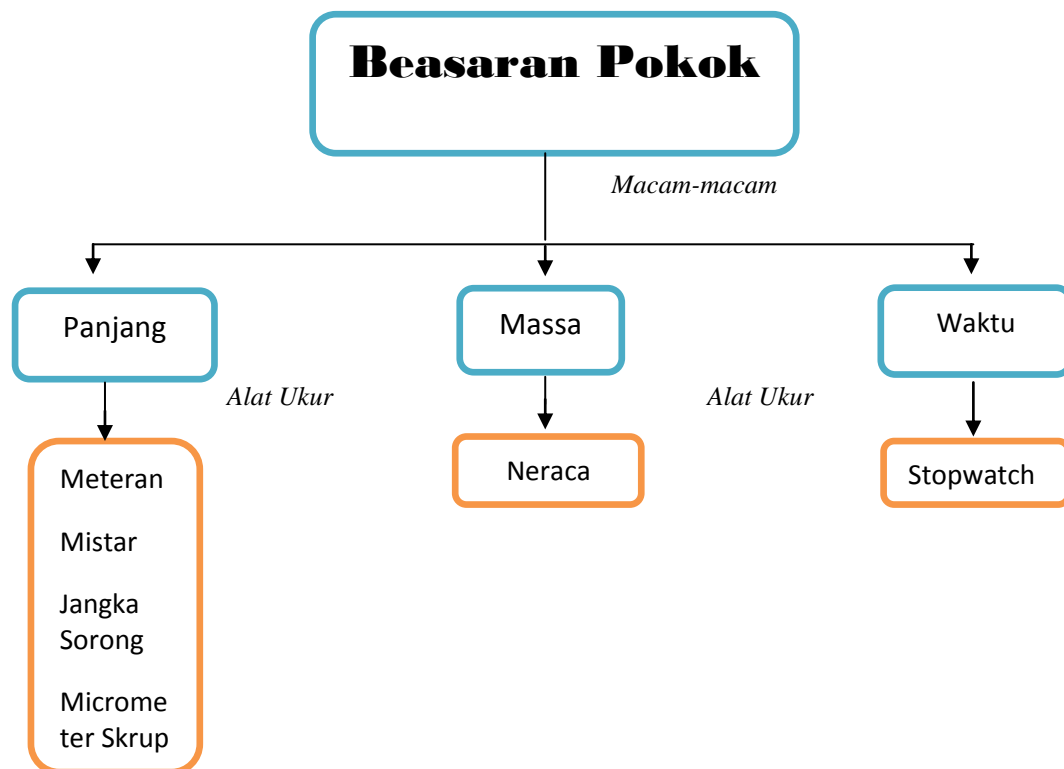 Beasaran Pokok
Macam-macam
Panjang
Massa
Waktu
Alat Ukur
Alat Ukur
Meteran
Mistar
Jangka
Sorong
Microme
ter Skrup
Neraca
Stopwatch